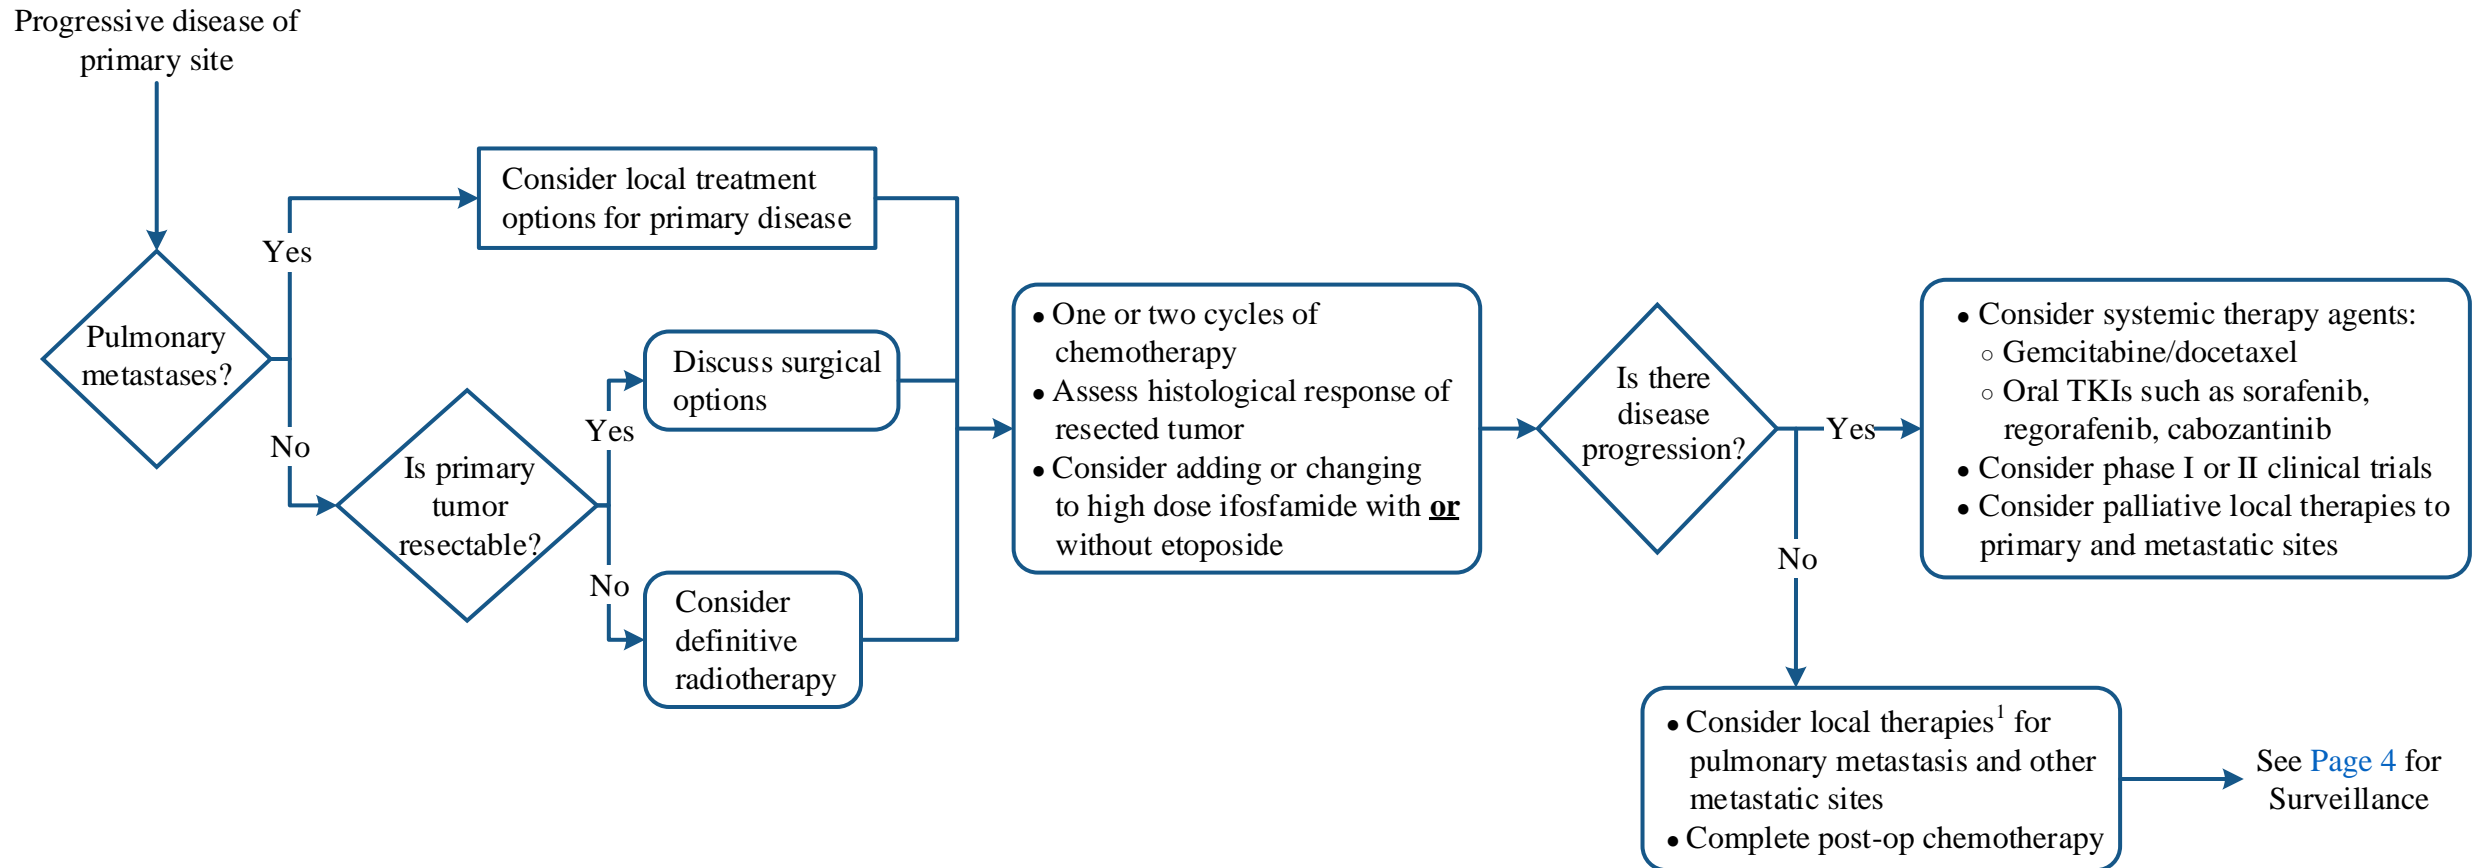 Progressive disease of
primary site
Pulmonary
metastases?
Yes
No
Consider local treatment
options for primary disease
Is primary
tumor
resectable?
Yes
No
Discuss surgical
options
Consider
definitive
radiotherapy
● One or two cycles of
chemotherapy
● Assess histological response of
resected tumor
● Consider adding or changing
to high dose ifosfamide with or
without etoposide
Is there
disease
progression?
Yes
No
● Consider systemic therapy agents:
○ Gemcitabine/docetaxel
○ Oral TKIs such as sorafenib,
regorafenib, cabozantinib
● Consider phase I or II clinical trials
● Consider palliative local therapies to
primary and metastatic sites
● Consider local therapies¹ for
pulmonary metastasis and other
metastatic sites
● Complete post-op chemotherapy
See Page 4 for
Surveillance